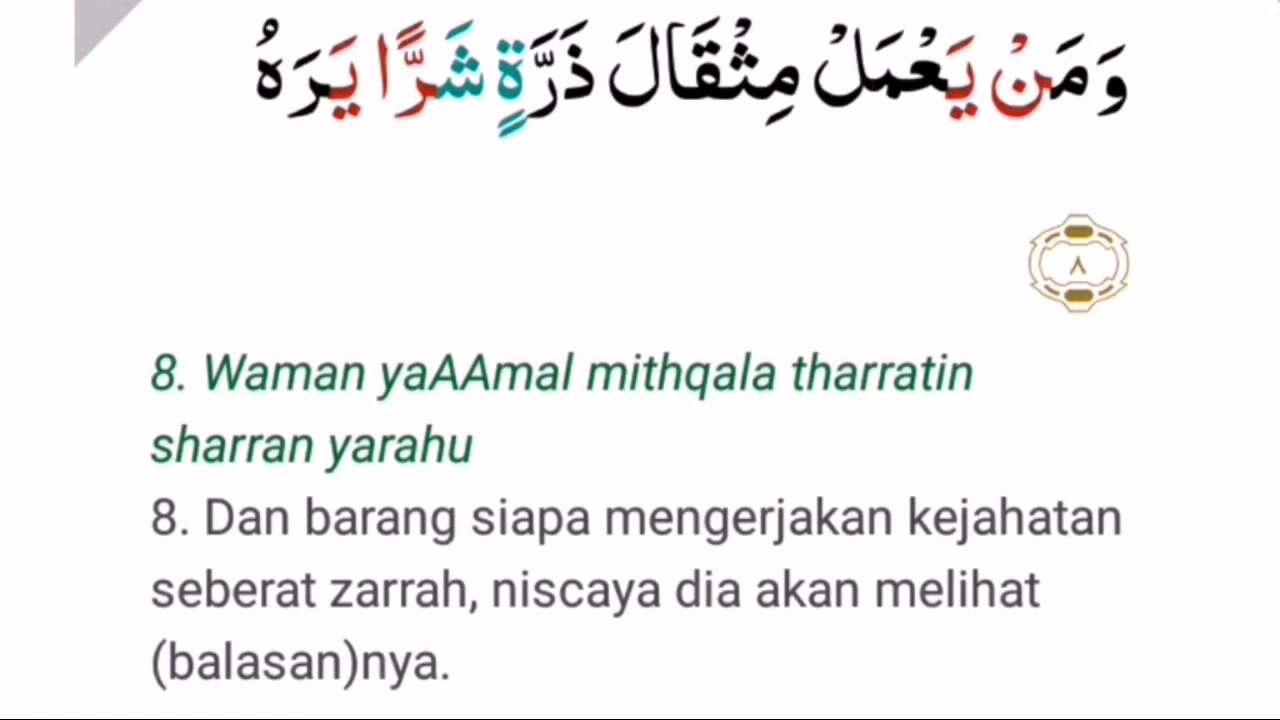 وَمَنْ يَعْمَلْ مِثْقَالَ ذَرَّةٍ شَرًّا يَرَهُ
٨
8. Waman yaAAmal mithqala tharratin
sharran yarahu
8. Dan barang siapa mengerjakan kejahatan
seberat zarrah, niscaya dia akan melihat
(balasan)nya.